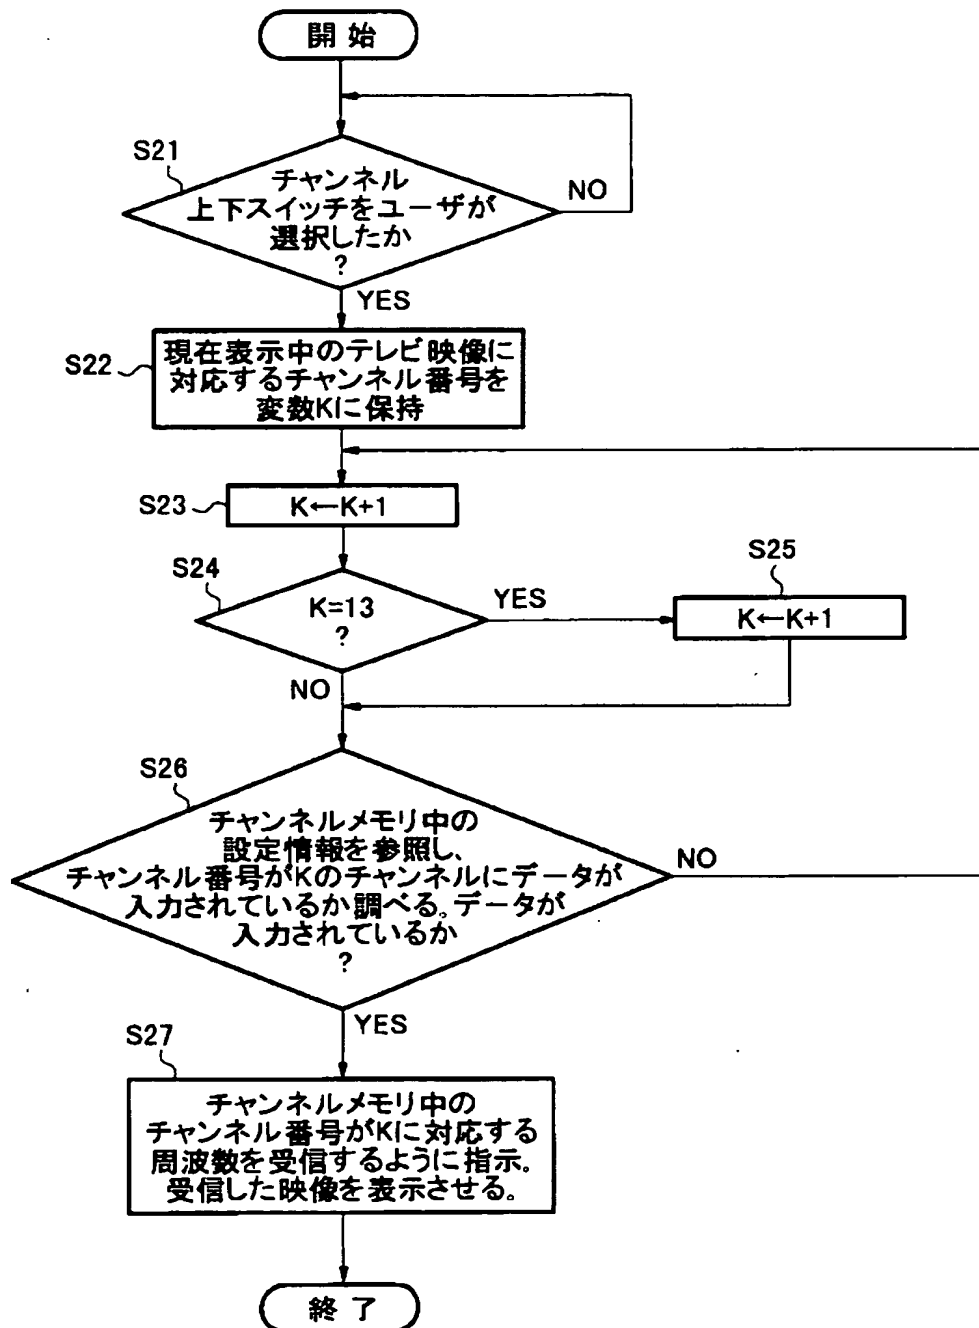 開始
S21
チャンネル
上下スイッチをユーザが
選択したか
?
NO
YES
S22
現在表示中のテレビ映像に
対応するチャンネル番号を
変数Kに保持
S23
K←K+1
S24
K=13
?
YES
S25
K←K+1
NO
S26
チャンネルメモリ中の
設定情報を参照し、
チャンネル番号がKのチャンネルにデータが
入力されているか調べる。データが
入力されているか
?
NO
YES
S27
チャンネルメモリ中の
チャンネル番号がKに対応する
周波数を受信するように指示。
受信した映像を表示させる。
終了